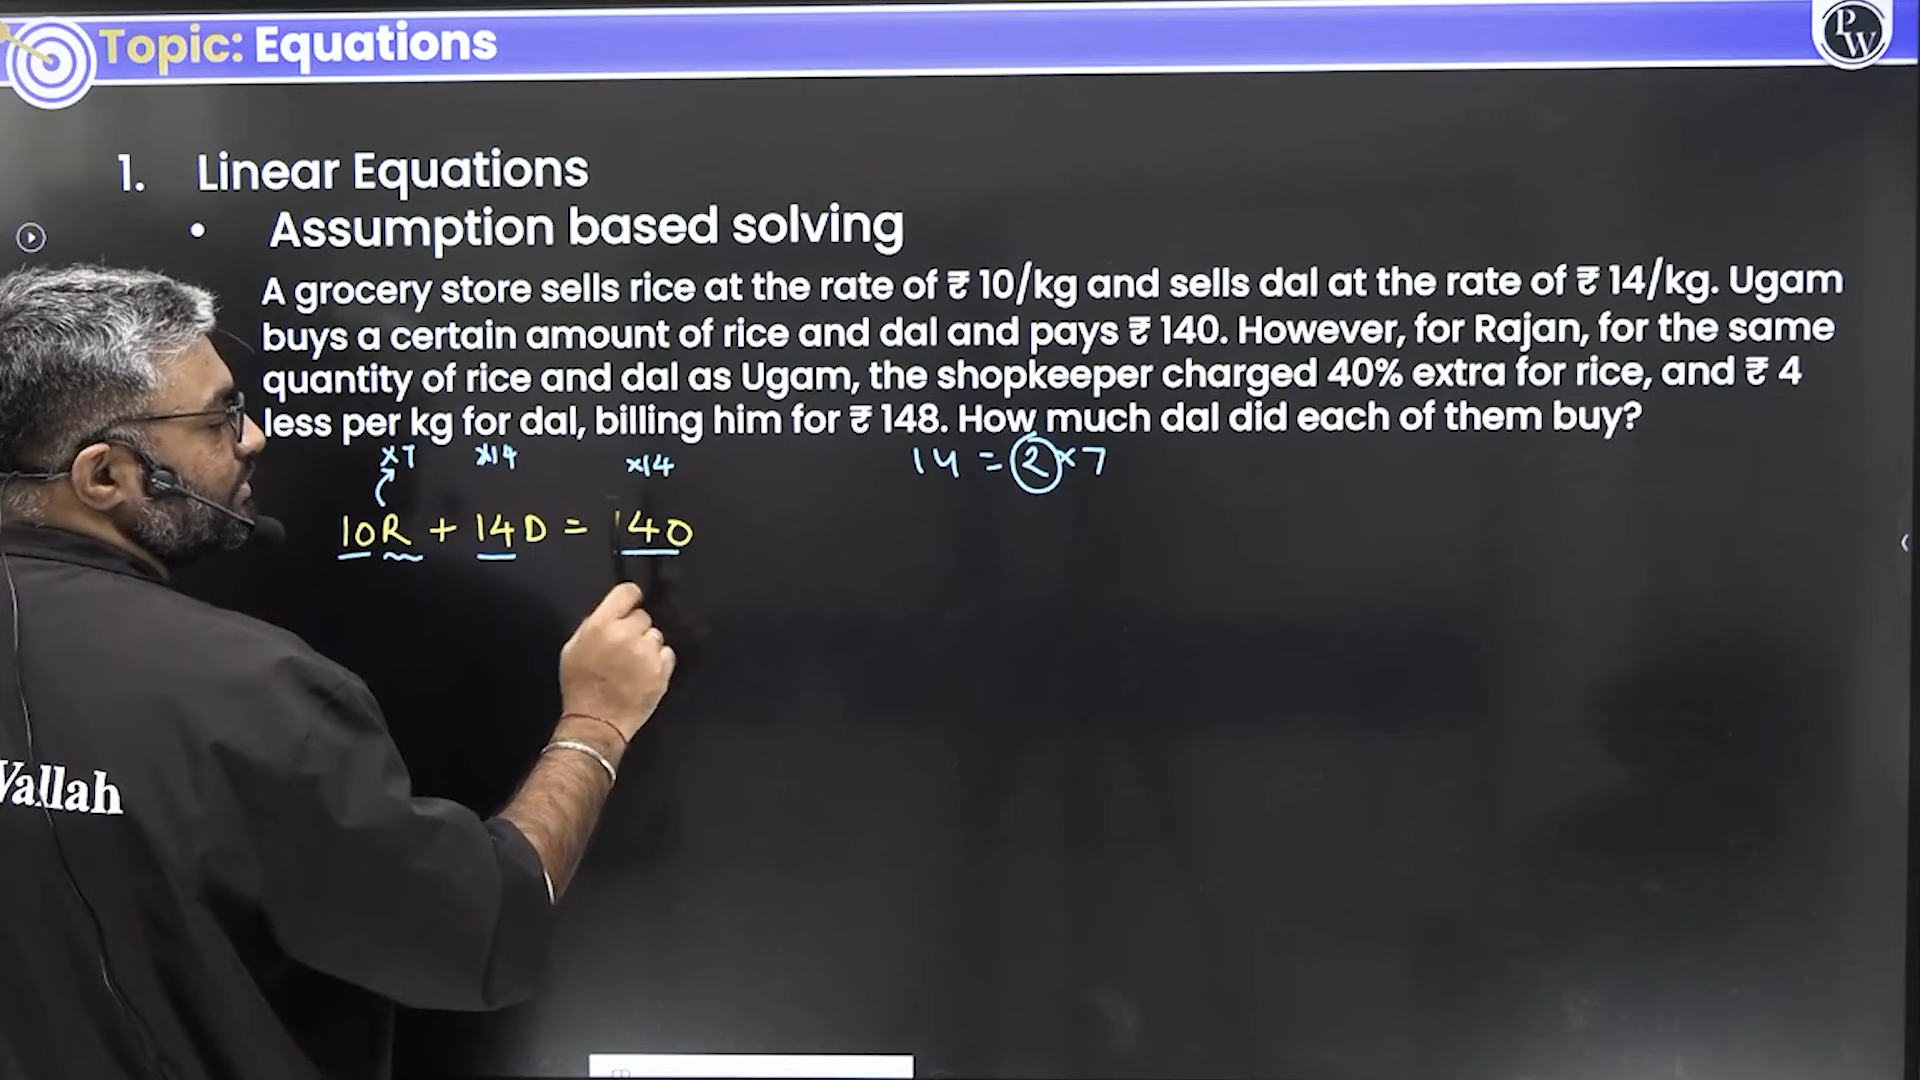 Topic: Equations
PW
1. Linear Equations
• Assumption based solving
A grocery store sells rice at the rate of ₹ 10/kg and sells dal at the rate of ₹ 14/kg. Ugam
buys a certain amount of rice and dal and pays ₹ 140. However, for Rajan, for the same
quantity of rice and dal as Ugam, the shopkeeper charged 40% extra for rice, and ₹ 4
less per kg for dal, billing him for ₹ 148. How much dal did each of them buy?
×7 ×14 ×14 14 = 2×7
10R + 14D = 140
Wallah